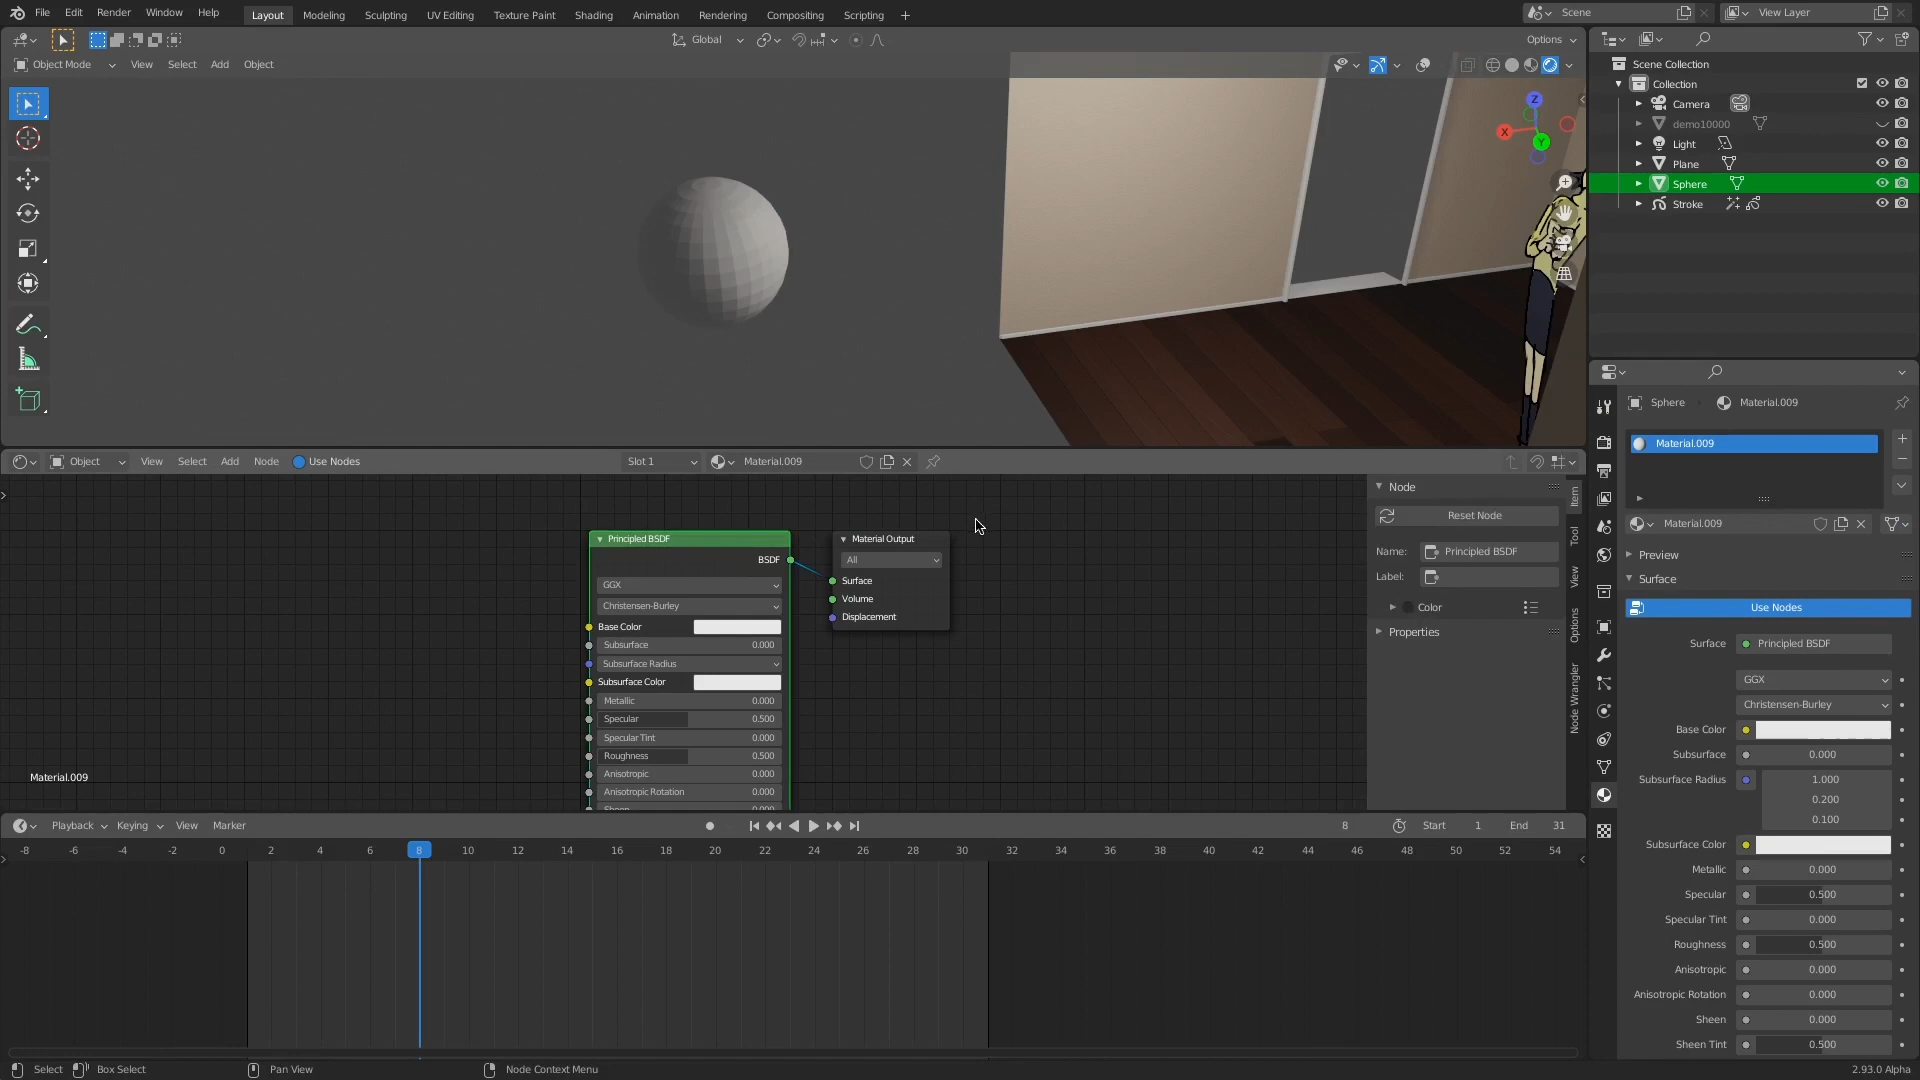 File Edit Render Window Help Layout Modeling Sculpting UV Editing Texture Paint Shading Animation Rendering Compositing Scripting + Scene View Layer
Global Options
Object Mode View Select Add Object
Z
X
Y
Scene Collection
Collection
Camera
demo10000
Light
Plane
Sphere
Stroke
Object View Select Add Node Use Nodes Slot 1 Material.009
Principled BSDF
BSDF
GGX
Christensen-Burley
Base Color
Subsurface 0.000
Subsurface Radius
Subsurface Color
Metallic 0.000
Specular 0.500
Specular Tint 0.000
Roughness 0.500
Anisotropic 0.000
Anisotropic Rotation 0.000
Sheen 0.000
Material Output
All
Surface
Volume
Displacement
Material.009
Node
Reset Node
Name: Principled BSDF
Label:
Color
Properties
Item
Tool
View
Options
Node Wrangler
Sphere Material.009
Material.009
Material.009
Preview
Surface
Use Nodes
Surface Principled BSDF
GGX
Christensen-Burley
Base Color
Subsurface 0.000
Subsurface Radius 1.000
0.200
0.100
Subsurface Color
Metallic 0.000
Specular 0.500
Specular Tint 0.000
Roughness 0.500
Anisotropic 0.000
Anisotropic Rotation 0.000
Sheen 0.000
Sheen Tint 0.500
Playback Keying View Marker 8 Start 1 End 31
-8 -6 -4 -2 0 2 4 6 8 10 12 14 16 18 20 22 24 26 28 30 32 34 36 38 40 42 44 46 48 50 52 54
Select Box Select Pan View Node Context Menu 2.93.0 Alpha